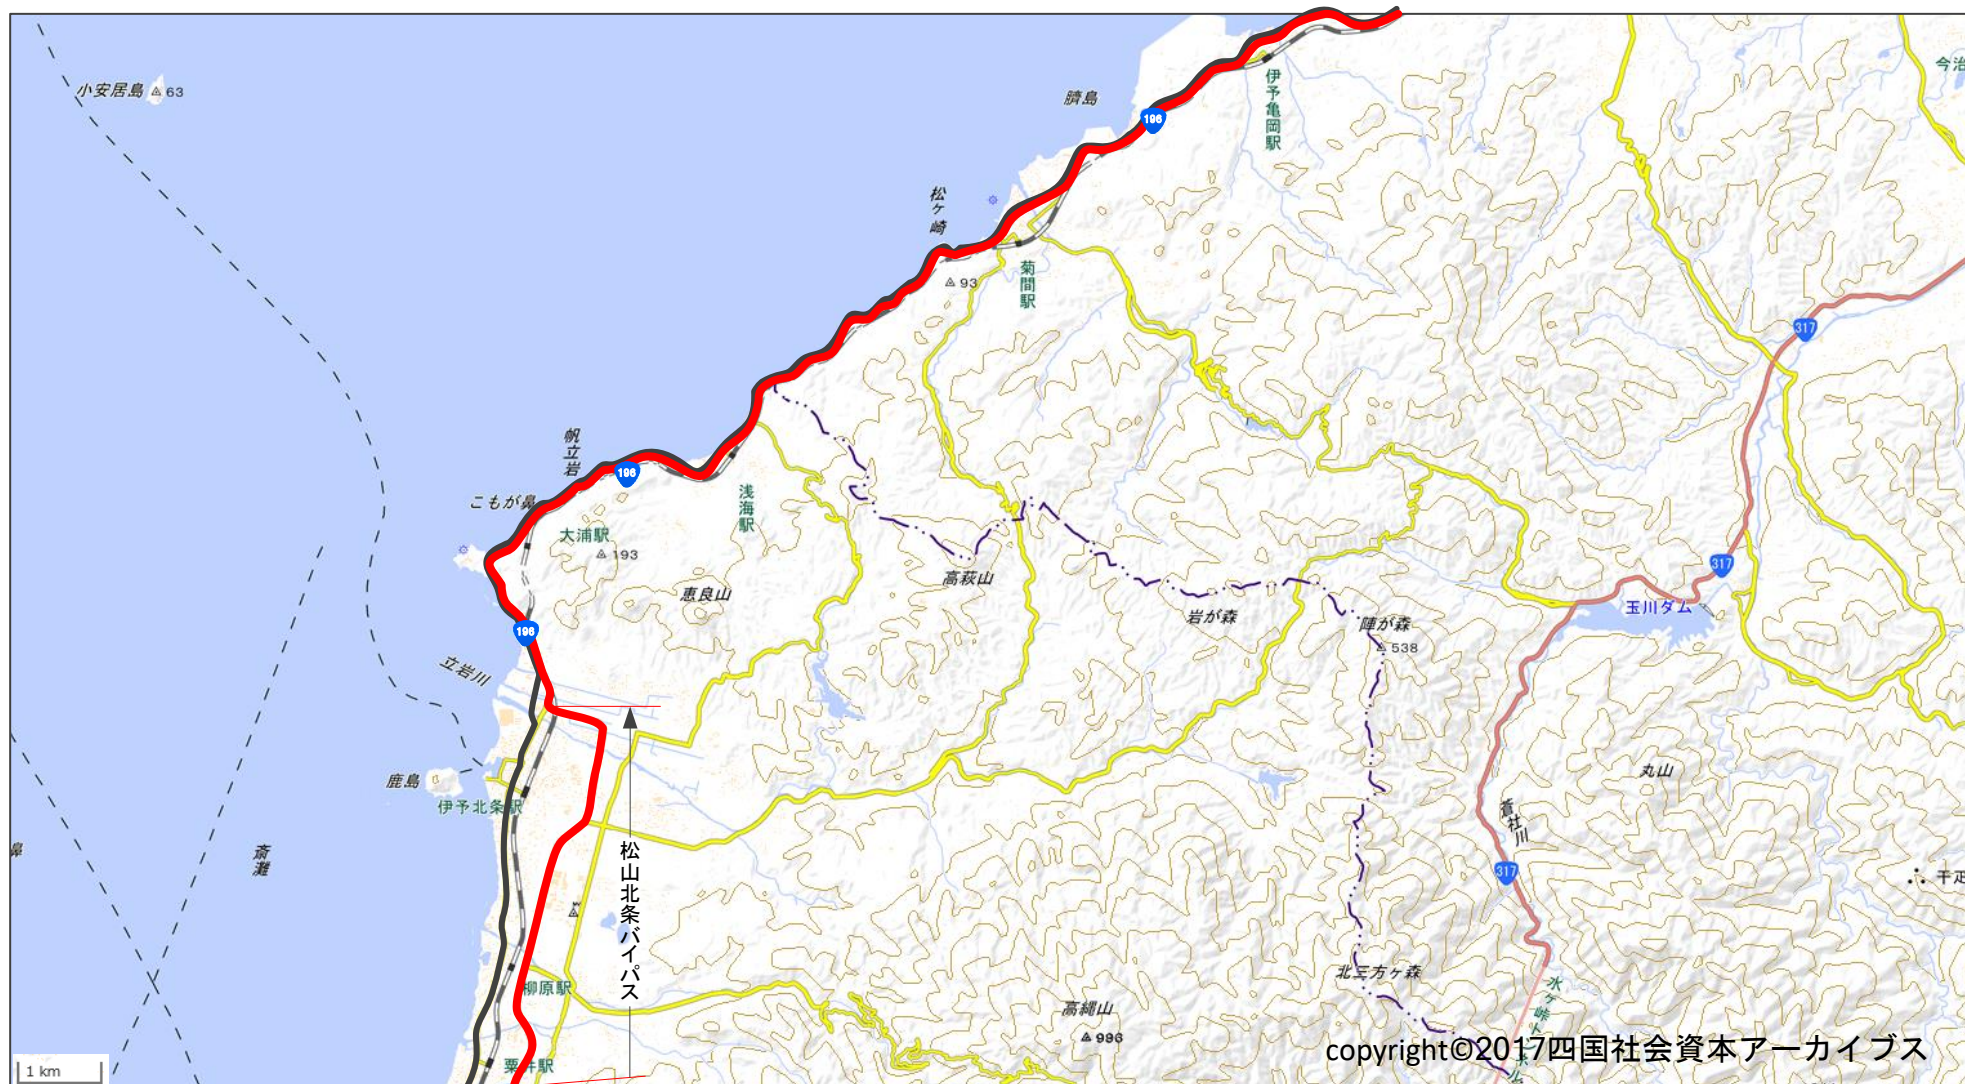 小安居島 63
臍島
196
伊予亀岡駅
今治
松ヶ崎
菊間駅
93
317
帆立岩
196
こもが鼻
大浦駅
193
浅海駅
恵良山
高萩山
岩が森
陣が森
538
317
玉川ダム
196
立岩川
鹿島
伊予北条駅
丸山
蒼社川
317
鼻
斎灘
松山北条バイパス
柳原駅
北三方ヶ森
高縄山
996
粟井駅
1 km
copyright©2017四国社会資本アーカイブス